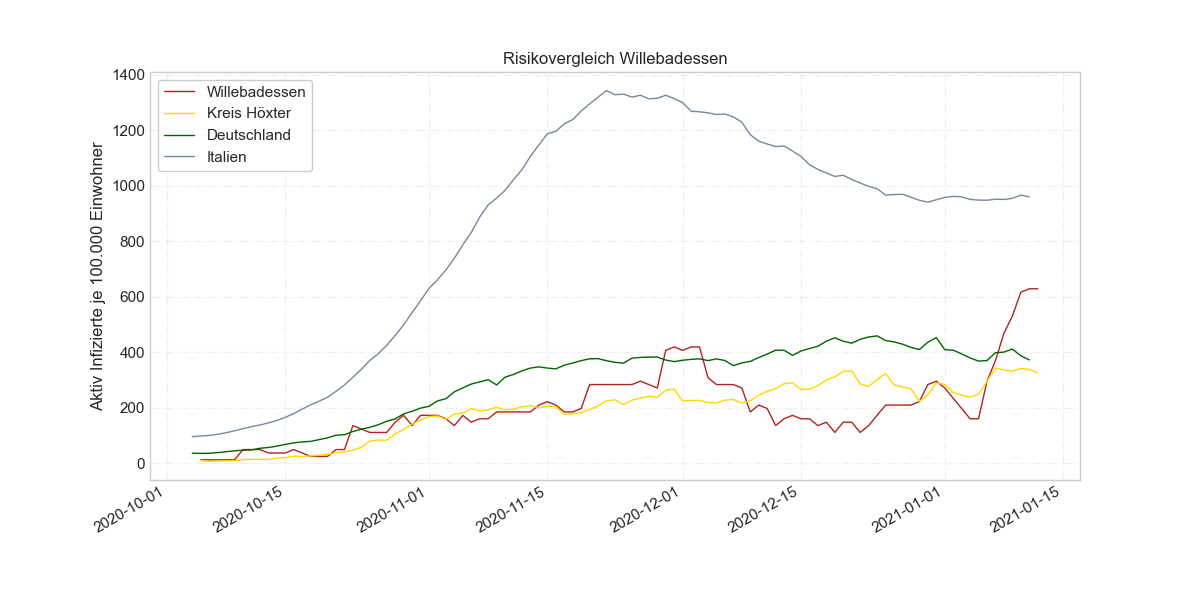 Risikovergleich Willebadessen
Aktiv Infizierte je 100.000 Einwohner
1400
1200
1000
800
600
400
200
0
Willebadessen
Kreis Höxter
Deutschland
Italien
2020-10-01
2020-10-15
2020-11-01
2020-11-15
2020-12-01
2020-12-15
2021-01-01
2021-01-15